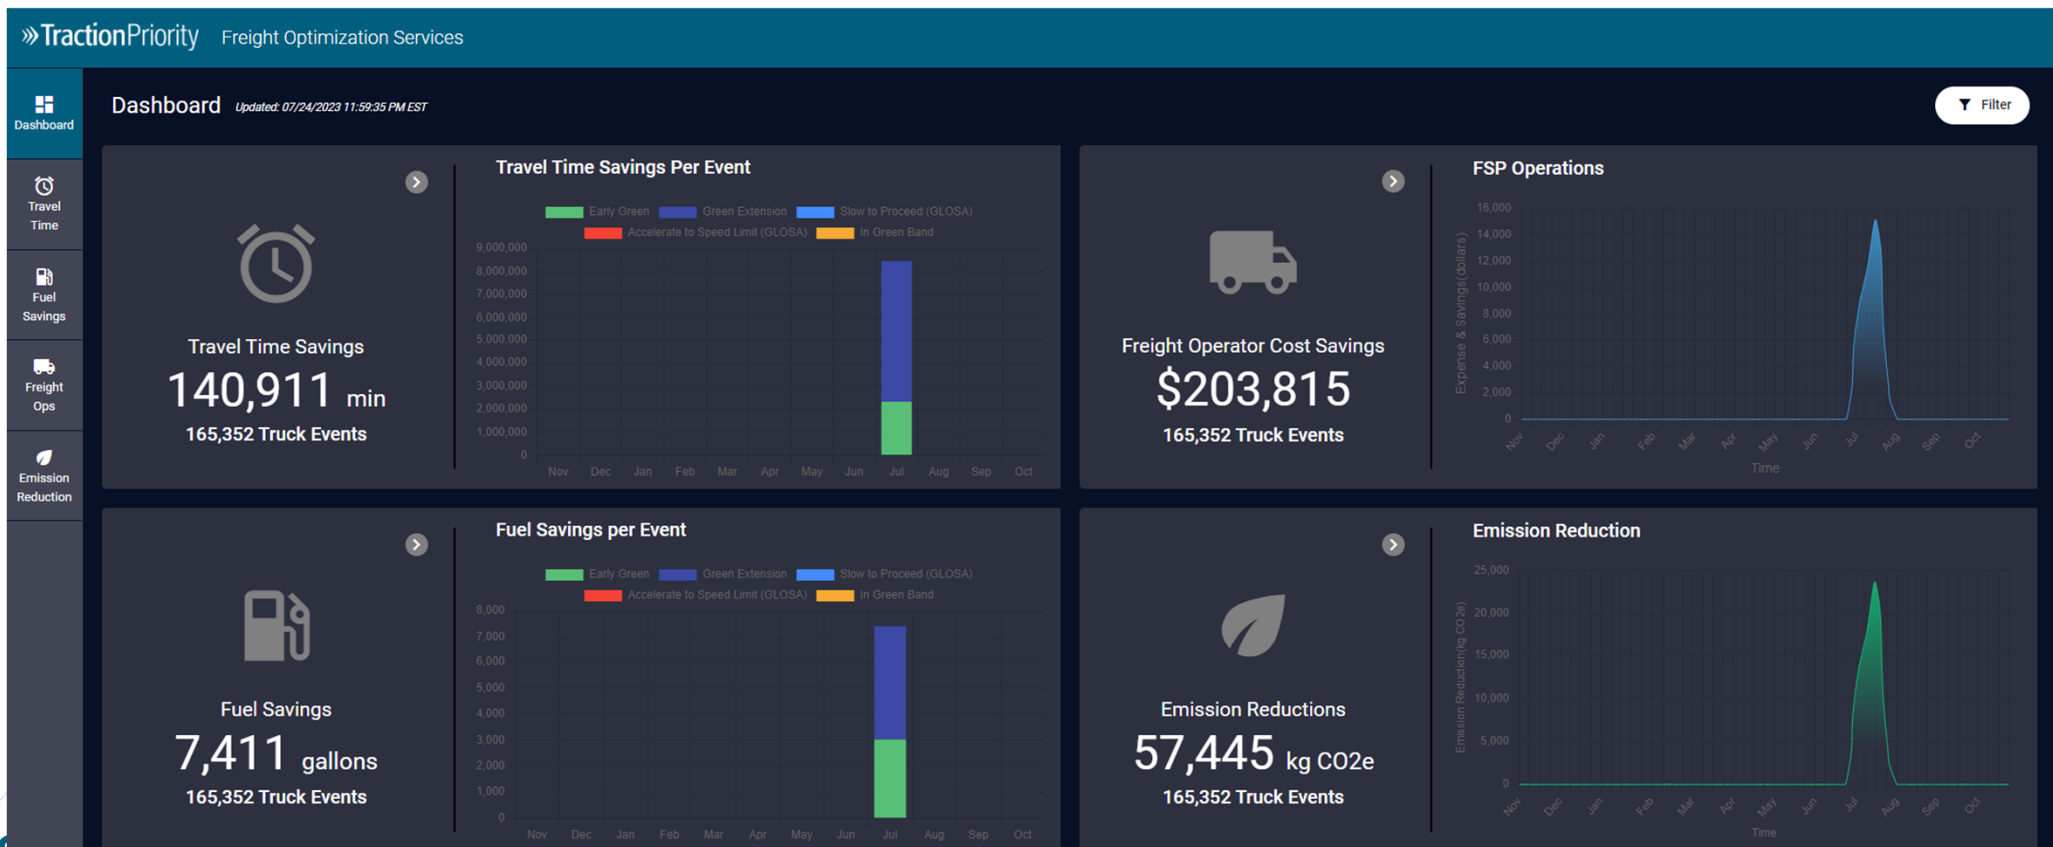 TractionPriority Freight Optimization Services
Dashboard
Travel
Time
Fuel
Savings
Freight
Ops
Emission
Reduction
Dashboard Updated: 07/24/2023 11:59:35 PM EST
Filter
Travel Time Savings
140,911 min
165,352 Truck Events
Travel Time Savings Per Event
Early Green Green Extension Slow to Proceed (GLOSA)
Accelerate to Speed Limit (GLOSA) In Green Band
9,000,000
8,000,000
7,000,000
6,000,000
5,000,000
4,000,000
3,000,000
2,000,000
1,000,000
0
Nov Dec Jan Feb Mar Apr May Jun Jul Aug Sep Oct
Freight Operator Cost Savings
$203,815
165,352 Truck Events
FSP Operations
Expense & Savings(dollars)
16,000
14,000
12,000
10,000
8,000
6,000
4,000
2,000
0
Nov Dec Jan Feb Mar Apr May Jun Jul Aug Sep Oct
Time
Fuel Savings
7,411 gallons
165,352 Truck Events
Fuel Savings per Event
Early Green Green Extension Slow to Proceed (GLOSA)
Accelerate to Speed Limit (GLOSA) In Green Band
8,000
7,000
6,000
5,000
4,000
3,000
2,000
1,000
0
Nov Dec Jan Feb Mar Apr May Jun Jul Aug Sep Oct
Emission Reductions
57,445 kg CO2e
165,352 Truck Events
Emission Reduction
Emission Reduction(kg CO2e)
25,000
20,000
15,000
10,000
5,000
0
Nov Dec Jan Feb Mar Apr May Jun Jul Aug Sep Oct
Time